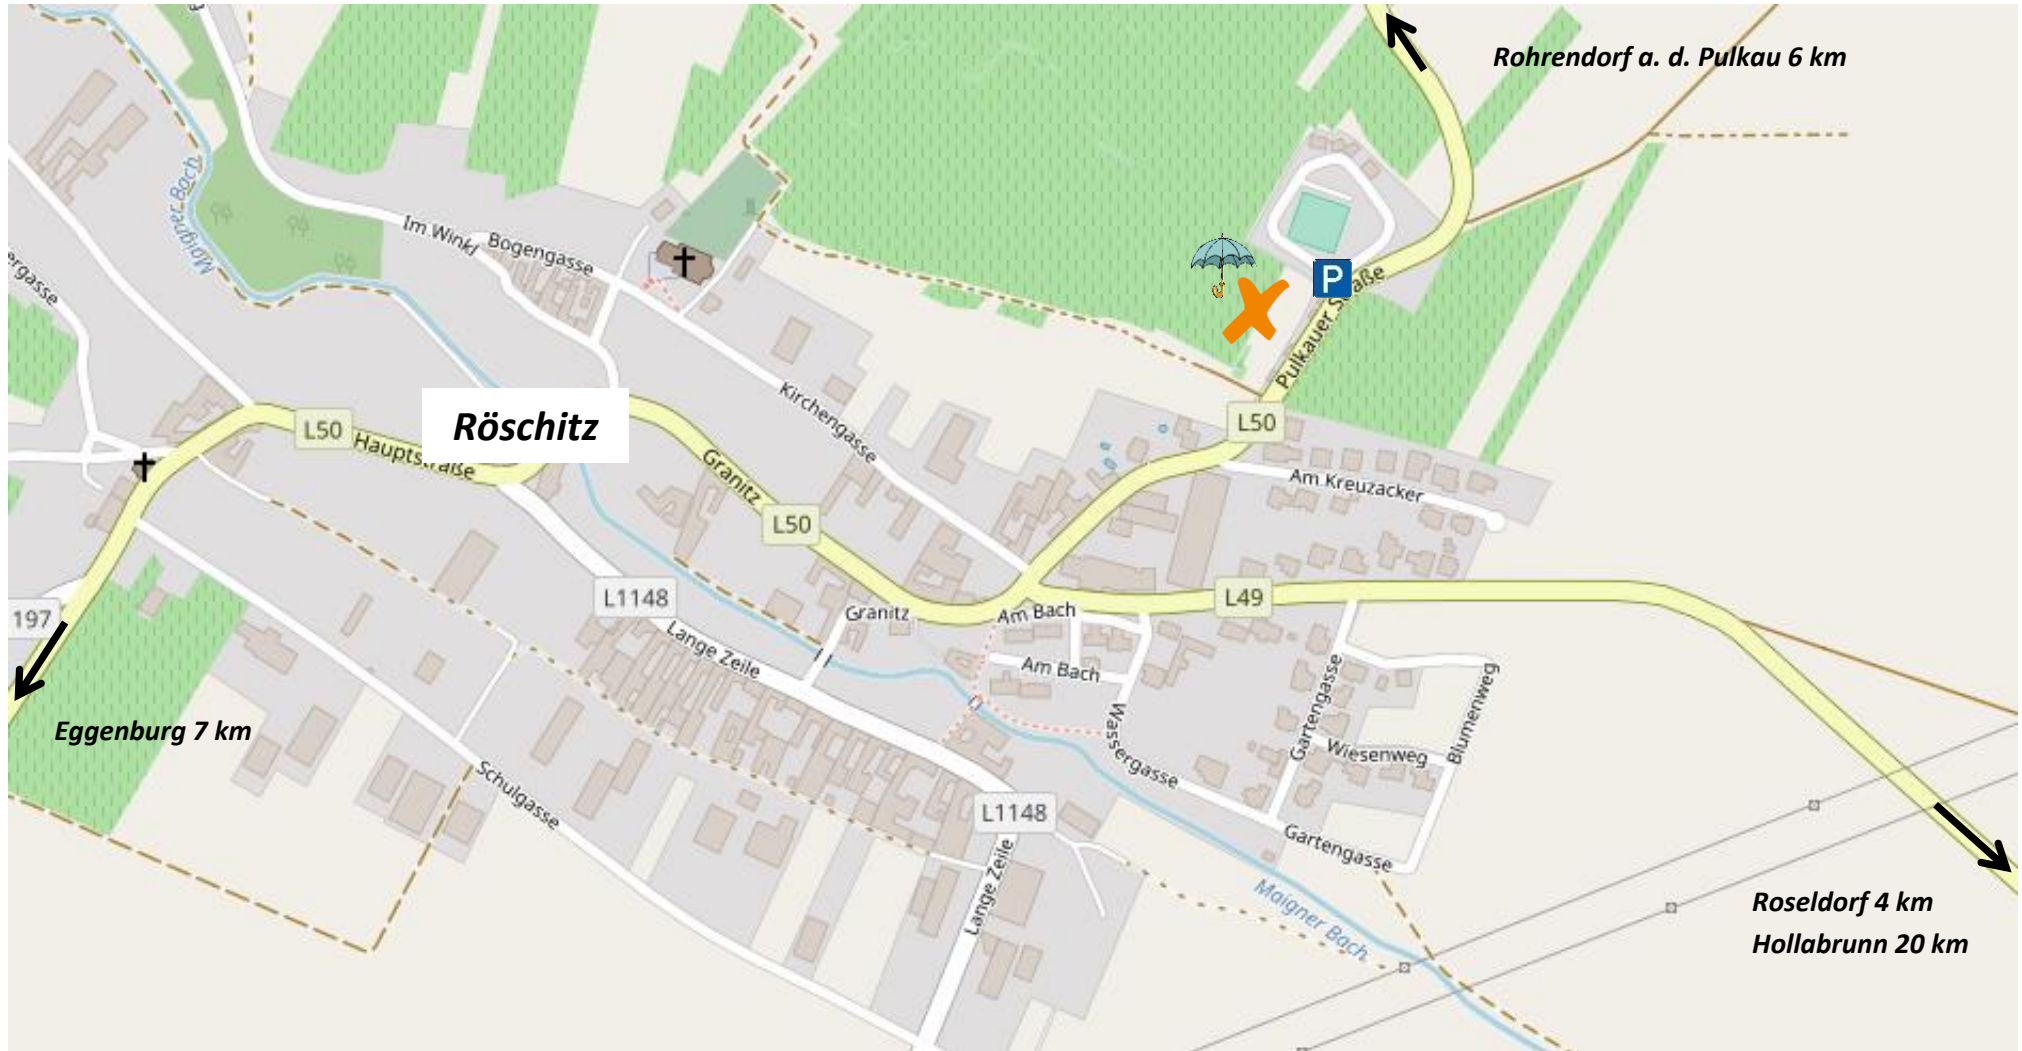 Rohrendorf a. d. Pulkau 6 km
Maigner Bach
Im Winkl
Bogengasse
ergasse
P
Pulkauer Straße
Kirchengasse
L50
Hauptstraße
Röschitz
L50
Granitz
L50
Am Kreuzacker
L1148
L49
197
Granitz
Am Bach
Lange Zeile
Am Bach
Gartengasse
Blumenweg
Wassergasse
Wiesenweg
Eggenburg 7 km
Schulgasse
L1148
Gartengasse
Lange Zeile
Maigner Bach
Roseldorf 4 km
Hollabrunn 20 km